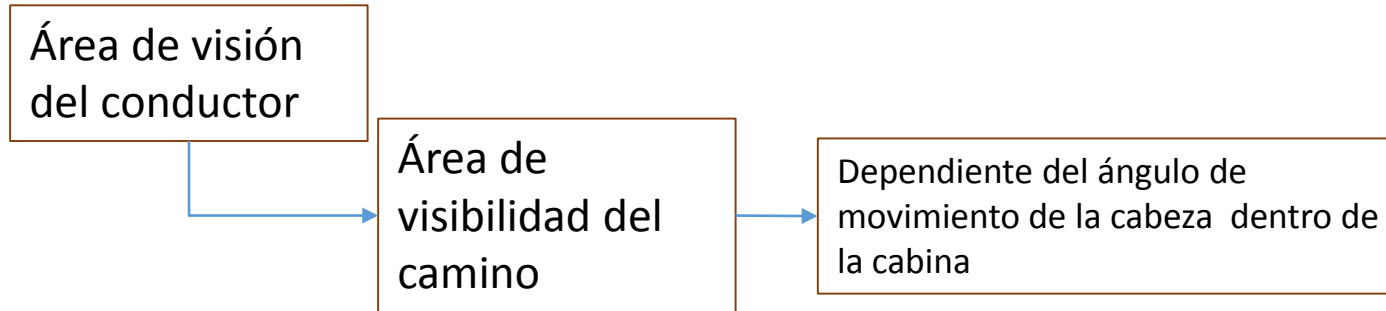 Área de visión
del conductor
Área de
visibilidad del
camino
Dependiente del ángulo de
movimiento de la cabeza  dentro de
la cabina